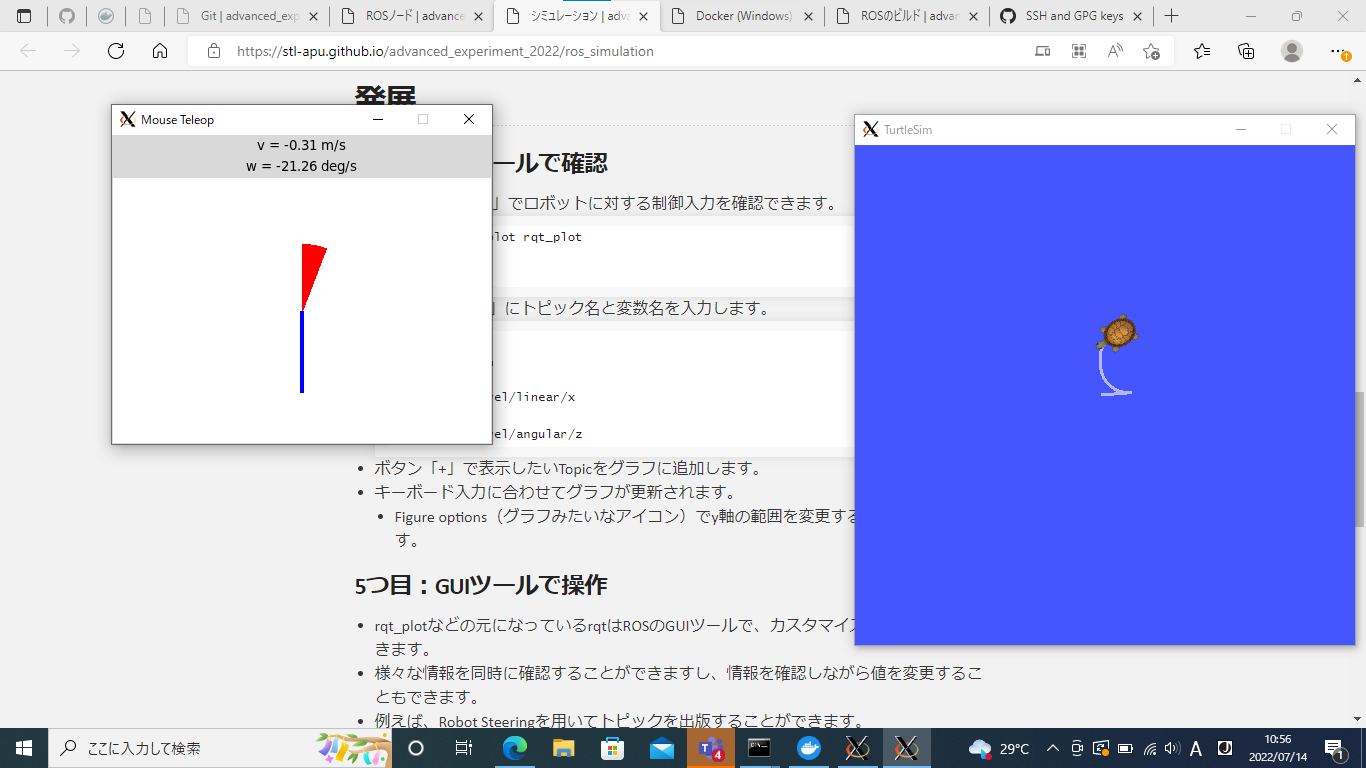 Git | advanced_exp
ROSノード | advance
シミュレーション | adva
Docker (Windows)
ROSのビルド | advan
SSH and GPG keys
https://stl-apu.github.io/advanced_experiment_2022/ros_simulation
発展
Mouse Teleop
v = -0.31 m/s
w = -21.26 deg/s
TurtleSim
ールで確認
」でロボットに対する制御入力を確認できます。
plot rqt_plot
」にトピック名と変数名を入力します。
vel/linear/x
vel/angular/z
• ボタン「+」で表示したいTopicをグラフに追加します。
• キーボード入力に合わせてグラフが更新されます。
• Figure options（グラフみたいなアイコン）でy軸の範囲を変更する
す。
5つ目：GUIツールで操作
• rqt_plotなどの元になっているrqtはROSのGUIツールで、カスタマイズ
きます。
• 様々な情報を同時に確認することができますし、情報を確認しながら値を変更するこ
ともできます。
• 例えば、Robot Steeringを用いてトピックを出版することができます。
ここに入力して検索
4
29°C
A
J
10:56
2022/07/14
1